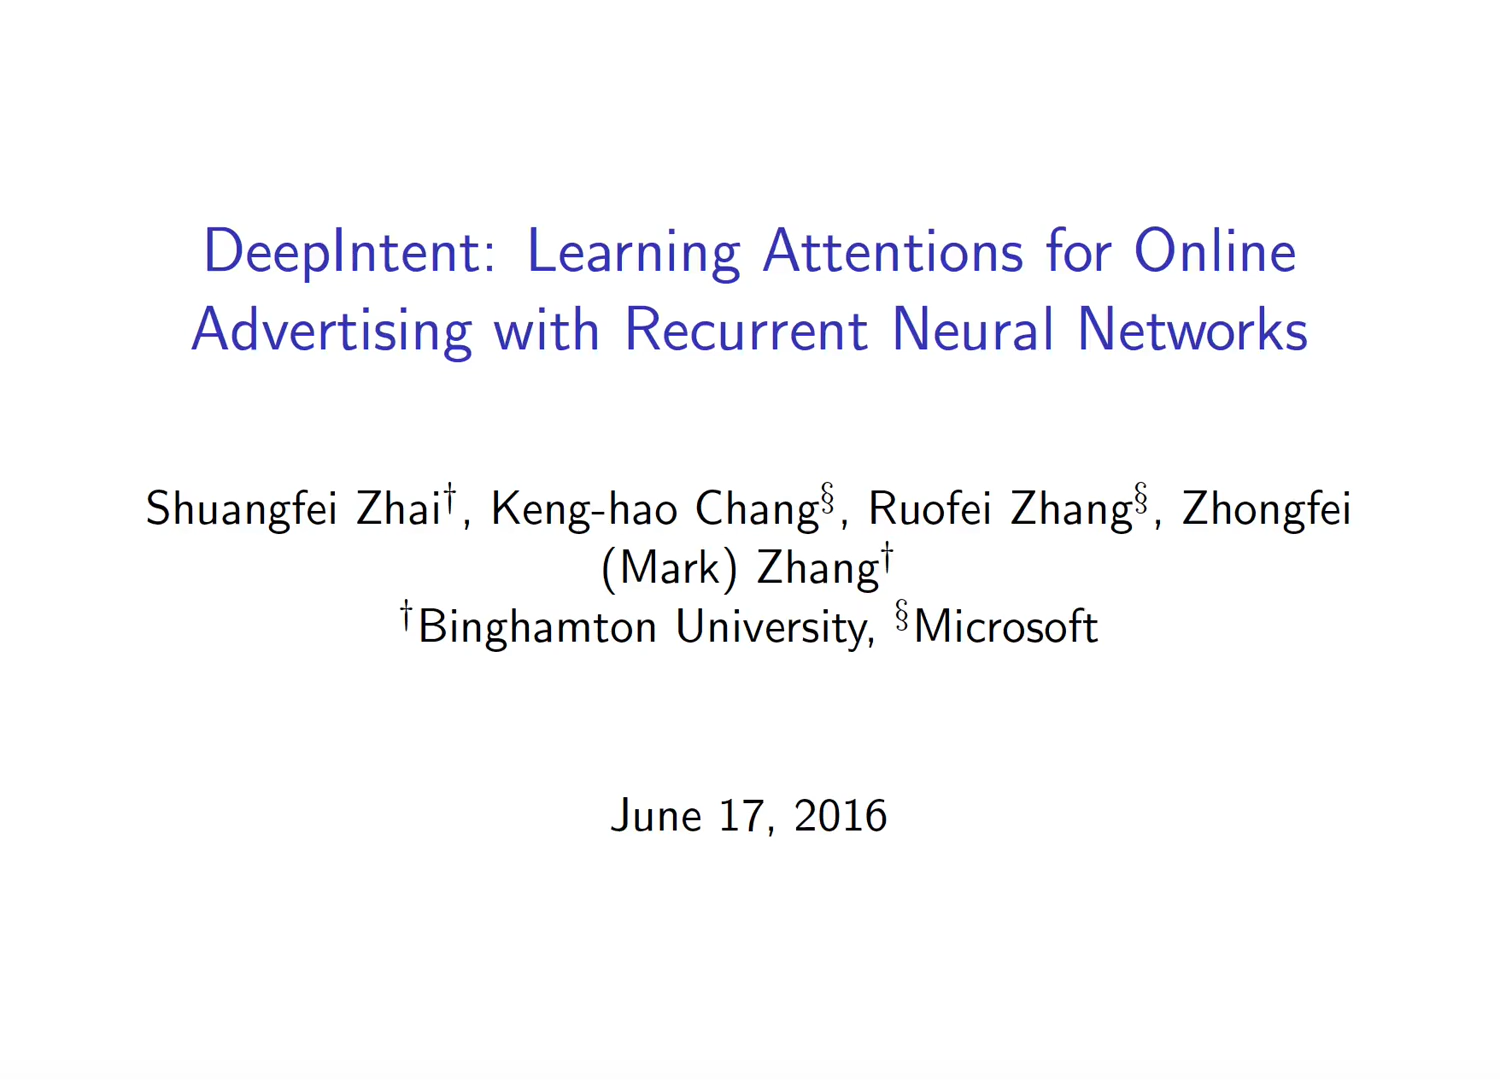 DeepIntent: Learning Attentions for Online
Advertising with Recurrent Neural Networks
Shuangfei Zhai†, Keng-hao Chang§, Ruofei Zhang§, Zhongfei
(Mark) Zhang†
†Binghamton University, §Microsoft
June 17, 2016